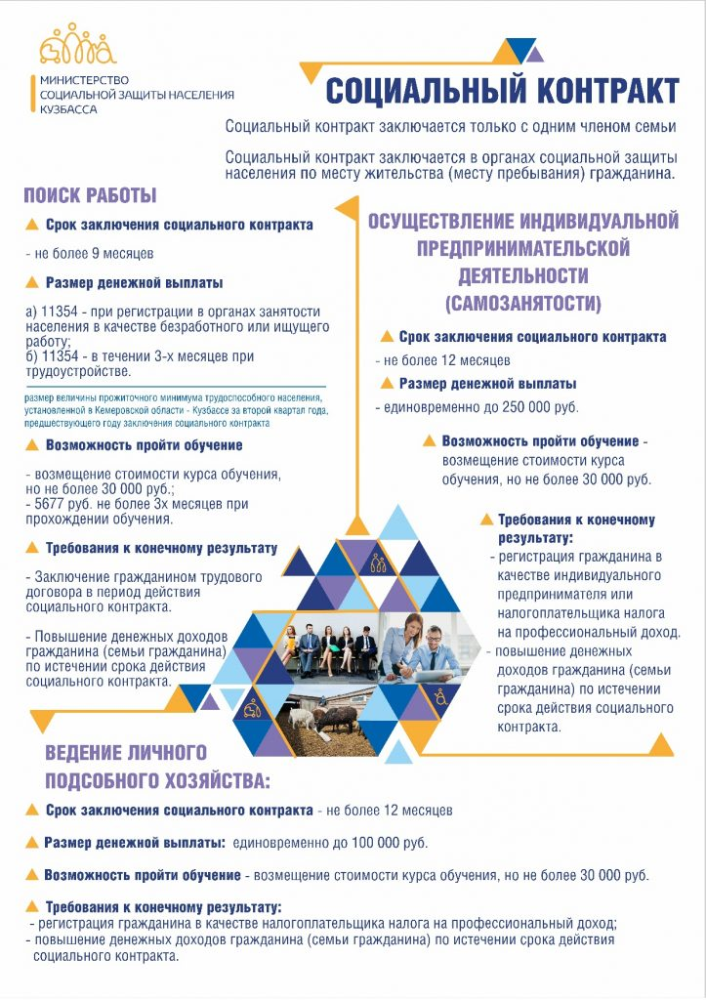 МИНИСТЕРСТВО
СОЦИАЛЬНОЙ ЗАЩИТЫ НАСЕЛЕНИЯ
КУЗБАССА
СОЦИАЛЬНЫЙ КОНТРАКТ
Социальный контракт заключается только с одним членом семьи
Социальный контракт заключается в органах социальной защиты
населения по месту жительства (месту пребывания) гражданина.
ПОИСК РАБОТЫ
Срок заключения социального контракта
- не более 9 месяцев
Размер денежной выплаты
а) 11354 - при регистрации в органах занятости
населения в качестве безработного или ищущего
работу;
б) 11354 - в течении 3-х месяцев при
трудоустройстве.
размер величины прожиточного минимума трудоспособного населения,
установленной в Кемеровской области - Кузбассе за второй квартал года,
предшествующего году заключения социального контракта
Возможность пройти обучение
- возмещение стоимости курса обучения,
но не более 30 000 руб.;
- 5677 руб. не более 3х месяцев при
прохождении обучения.
Требования к конечному результату
- Заключение гражданином трудового
договора в период действия
социального контракта.
- Повышение денежных доходов
гражданина (семьи гражданина)
по истечении срока действия
социального контракта.
ОСУЩЕСТВЛЕНИЕ ИНДИВИДУАЛЬНОЙ
ПРЕДПРИНИМАТЕЛЬСКОЙ
ДЕЯТЕЛЬНОСТИ
(САМОЗАНЯТОСТИ)
Срок заключения социального контракта
- не более 12 месяцев
Размер денежной выплаты
- единовременно до 250 000 руб.
Возможность пройти обучение -
возмещение стоимости курса
обучения, но не более 30 000 руб.
Требования к конечному
результату:
- регистрация гражданина в
качестве индивидуального
предпринимателя или
налогоплательщика налога
на профессиональный доход.
- повышение денежных
доходов гражданина (семьи
гражданина) по истечении
срока действия социального
контракта.
ВЕДЕНИЕ ЛИЧНОГО
ПОДСОБНОГО ХОЗЯЙСТВА:
Срок заключения социального контракта - не более 12 месяцев
Размер денежной выплаты: единовременно до 100 000 руб.
Возможность пройти обучение - возмещение стоимости курса обучения, но не более 30 000 руб.
Требования к конечному результату:
- регистрация гражданина в качестве налогоплательщика налога на профессиональный доход;
- повышение денежных доходов гражданина (семьи гражданина) по истечении срока действия
социального контракта.